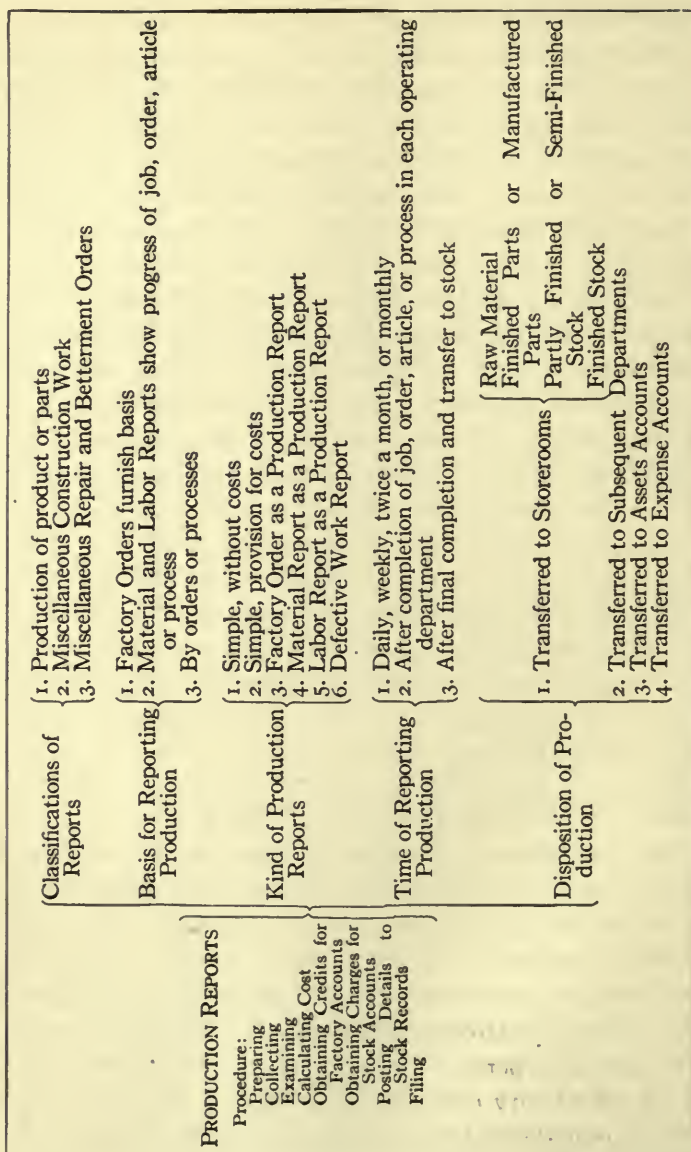 PRODUCTION REPORTS
Procedure:
Preparing
Collecting
Examining
Calculating Cost
Obtaining Credits for
Factory Accounts
Obtaining Charges for
Stock Accounts
Posting Details to
Stock Records
Filing
Classifications of
Reports
1. Production of product or parts
2. Miscellaneous Construction Work
3. Miscellaneous Repair and Betterment Orders
Basis for Reporting
Production
1. Factory Orders furnish basis
2. Material and Labor Reports show progress of job, order, article
or process
3. By orders or processes
Kind of Production
Reports
1. Simple, without costs
2. Simple, provision for costs
3. Factory Order as a Production Report
4. Material Report as a Production Report
5. Labor Report as a Production Report
6. Defective Work Report
Time of Reporting
Production
1. Daily, weekly, twice a month, or monthly
2. After completion of job, order, article, or process in each operating
department
3. After final completion and transfer to stock
Disposition of Pro-
duction
1. Transferred to Storerooms
Raw Material
Finished Parts or Manufactured
Parts
Partly Finished or Semi-Finished
Stock
Finished Stock
2. Transferred to Subsequent Departments
3. Transferred to Assets Accounts
4. Transferred to Expense Accounts